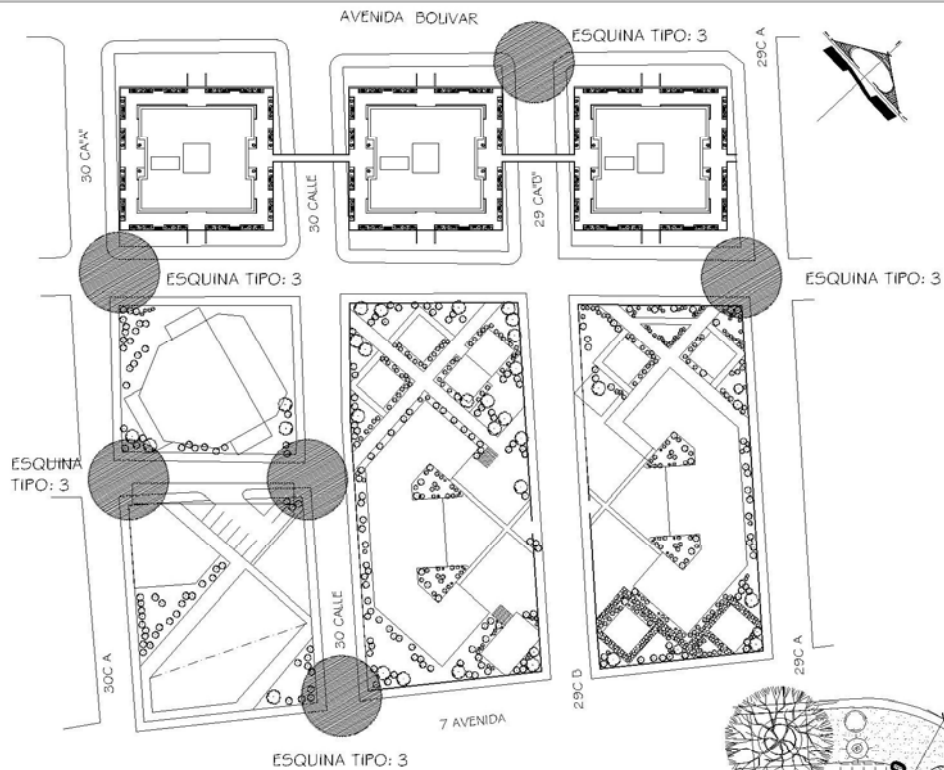 AVENIDA BOLIVAR
ESQUINA TIPO: 3
29C A
30 CA"A"
30 CALLE
29 CA"B"
ESQUINA TIPO: 3
ESQUINA TIPO: 3
ESQUINA
TIPO: 3
30 CALLE
30C A
29C B
29C A
7 AVENIDA
ESQUINA TIPO: 3